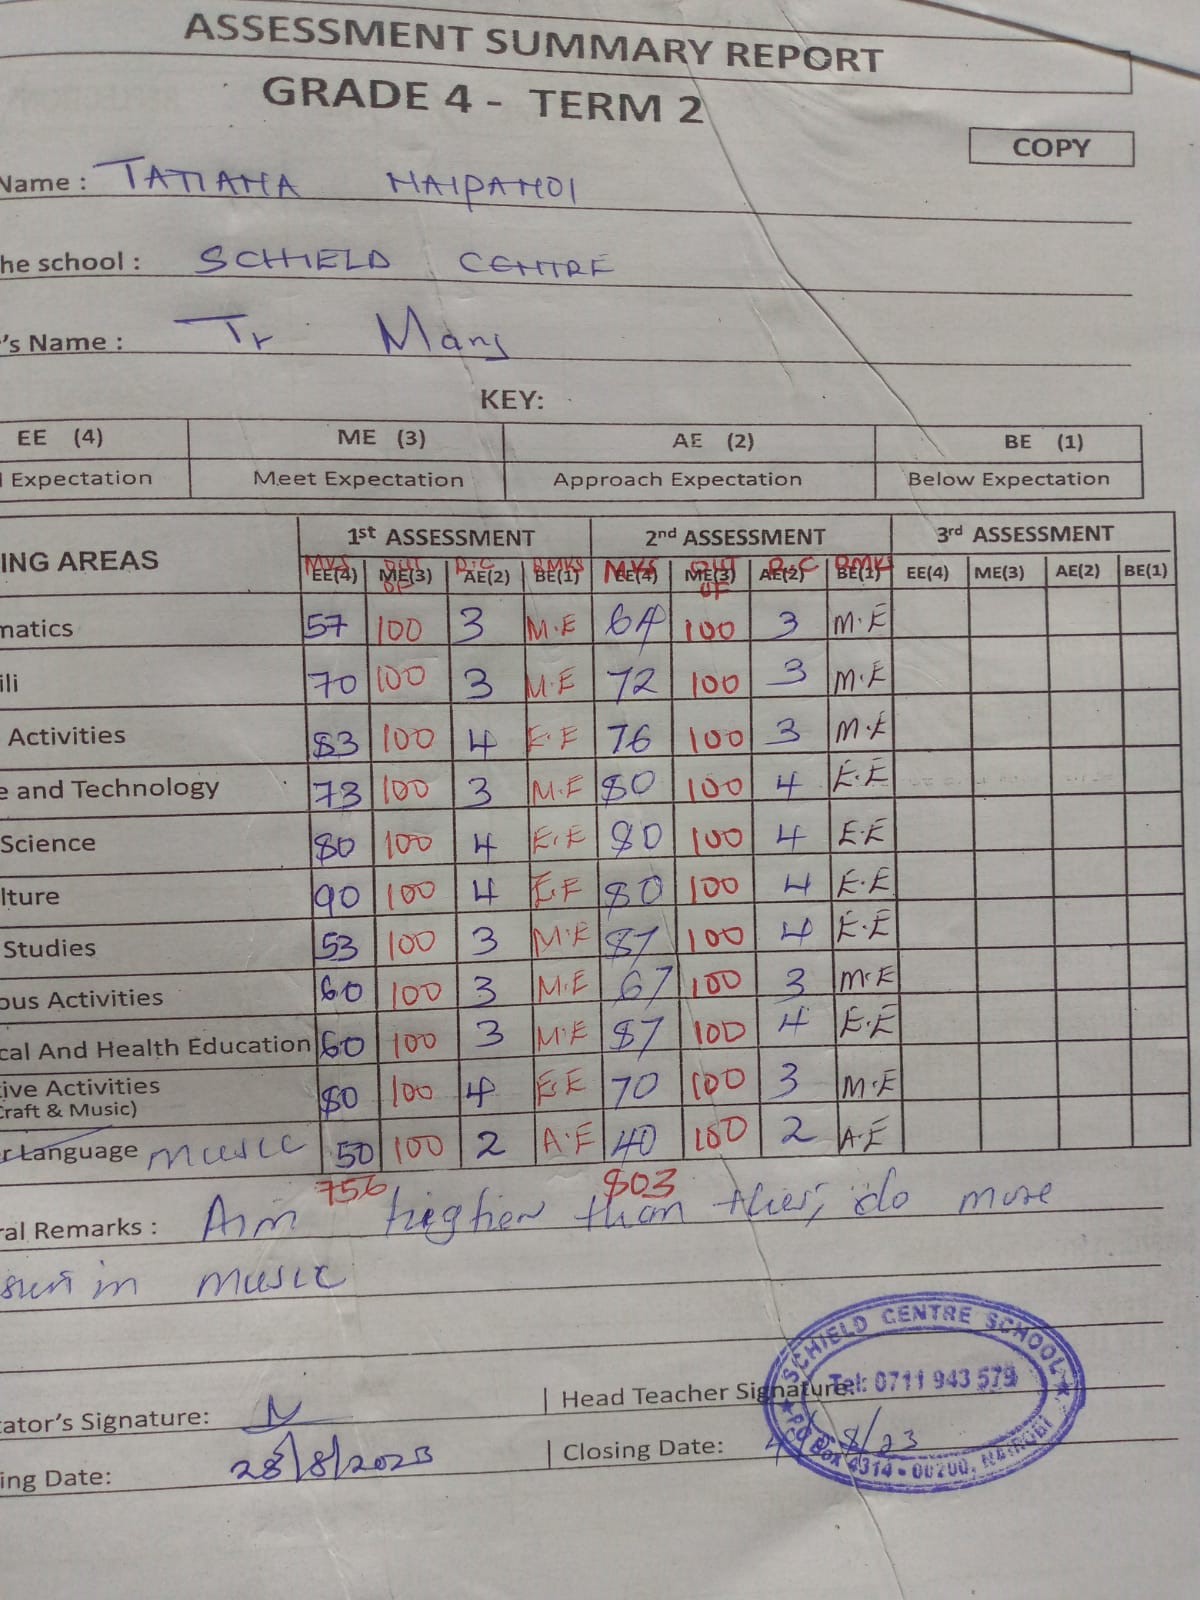 ASSESSMENT SUMMARY REPORT
GRADE 4 - TERM 2
COPY
Name : TATIANA NAIPANOI
he school : SCHIELD CENTRE
's Name : Tr Mary
KEY:
EE (4) ME (3) AE (2) BE (1)
Expectation Meet Expectation Approach Expectation Below Expectation
ING AREAS 1st ASSESSMENT 2nd ASSESSMENT 3rd ASSESSMENT
MKS OUT OF P.C RMKS MKS OUT OF P.C RMKS
EE(4) ME(3) AE(2) BE(1) EE(4) ME(3) AE(2) BE(1) EE(4) ME(3) AE(2) BE(1)
matics 57 100 3 M.E 64 100 3 M.E
ili 70 100 3 M.E 72 100 3 M.E
Activities 83 100 4 E.E 76 100 3 M.E
e and Technology 73 100 3 M.E 80 100 4 E.E
Science 80 100 4 E.E 80 100 4 E.E
lture 90 100 4 E.E 80 100 4 E.E
Studies 53 100 3 M.E 87 100 4 E.E
ous Activities 60 100 3 M.E 67 100 3 M.E
cal And Health Education 60 100 3 M.E 87 100 4 E.E
ive Activities
Craft & Music) 80 100 4 E.E 70 100 3 M.E
r Language music 50 100 2 A.E 40 100 2 A.E
756 803
ral Remarks : Aim higher than this, do more
in music
ator's Signature: Head Teacher Signature:
ing Date: 28/8/2023 Closing Date: 4/8/23
SCHIELD CENTRE SCHOOL
Tel: 0711 943 579
P.O Box 4314 - 00200, NAIROBI